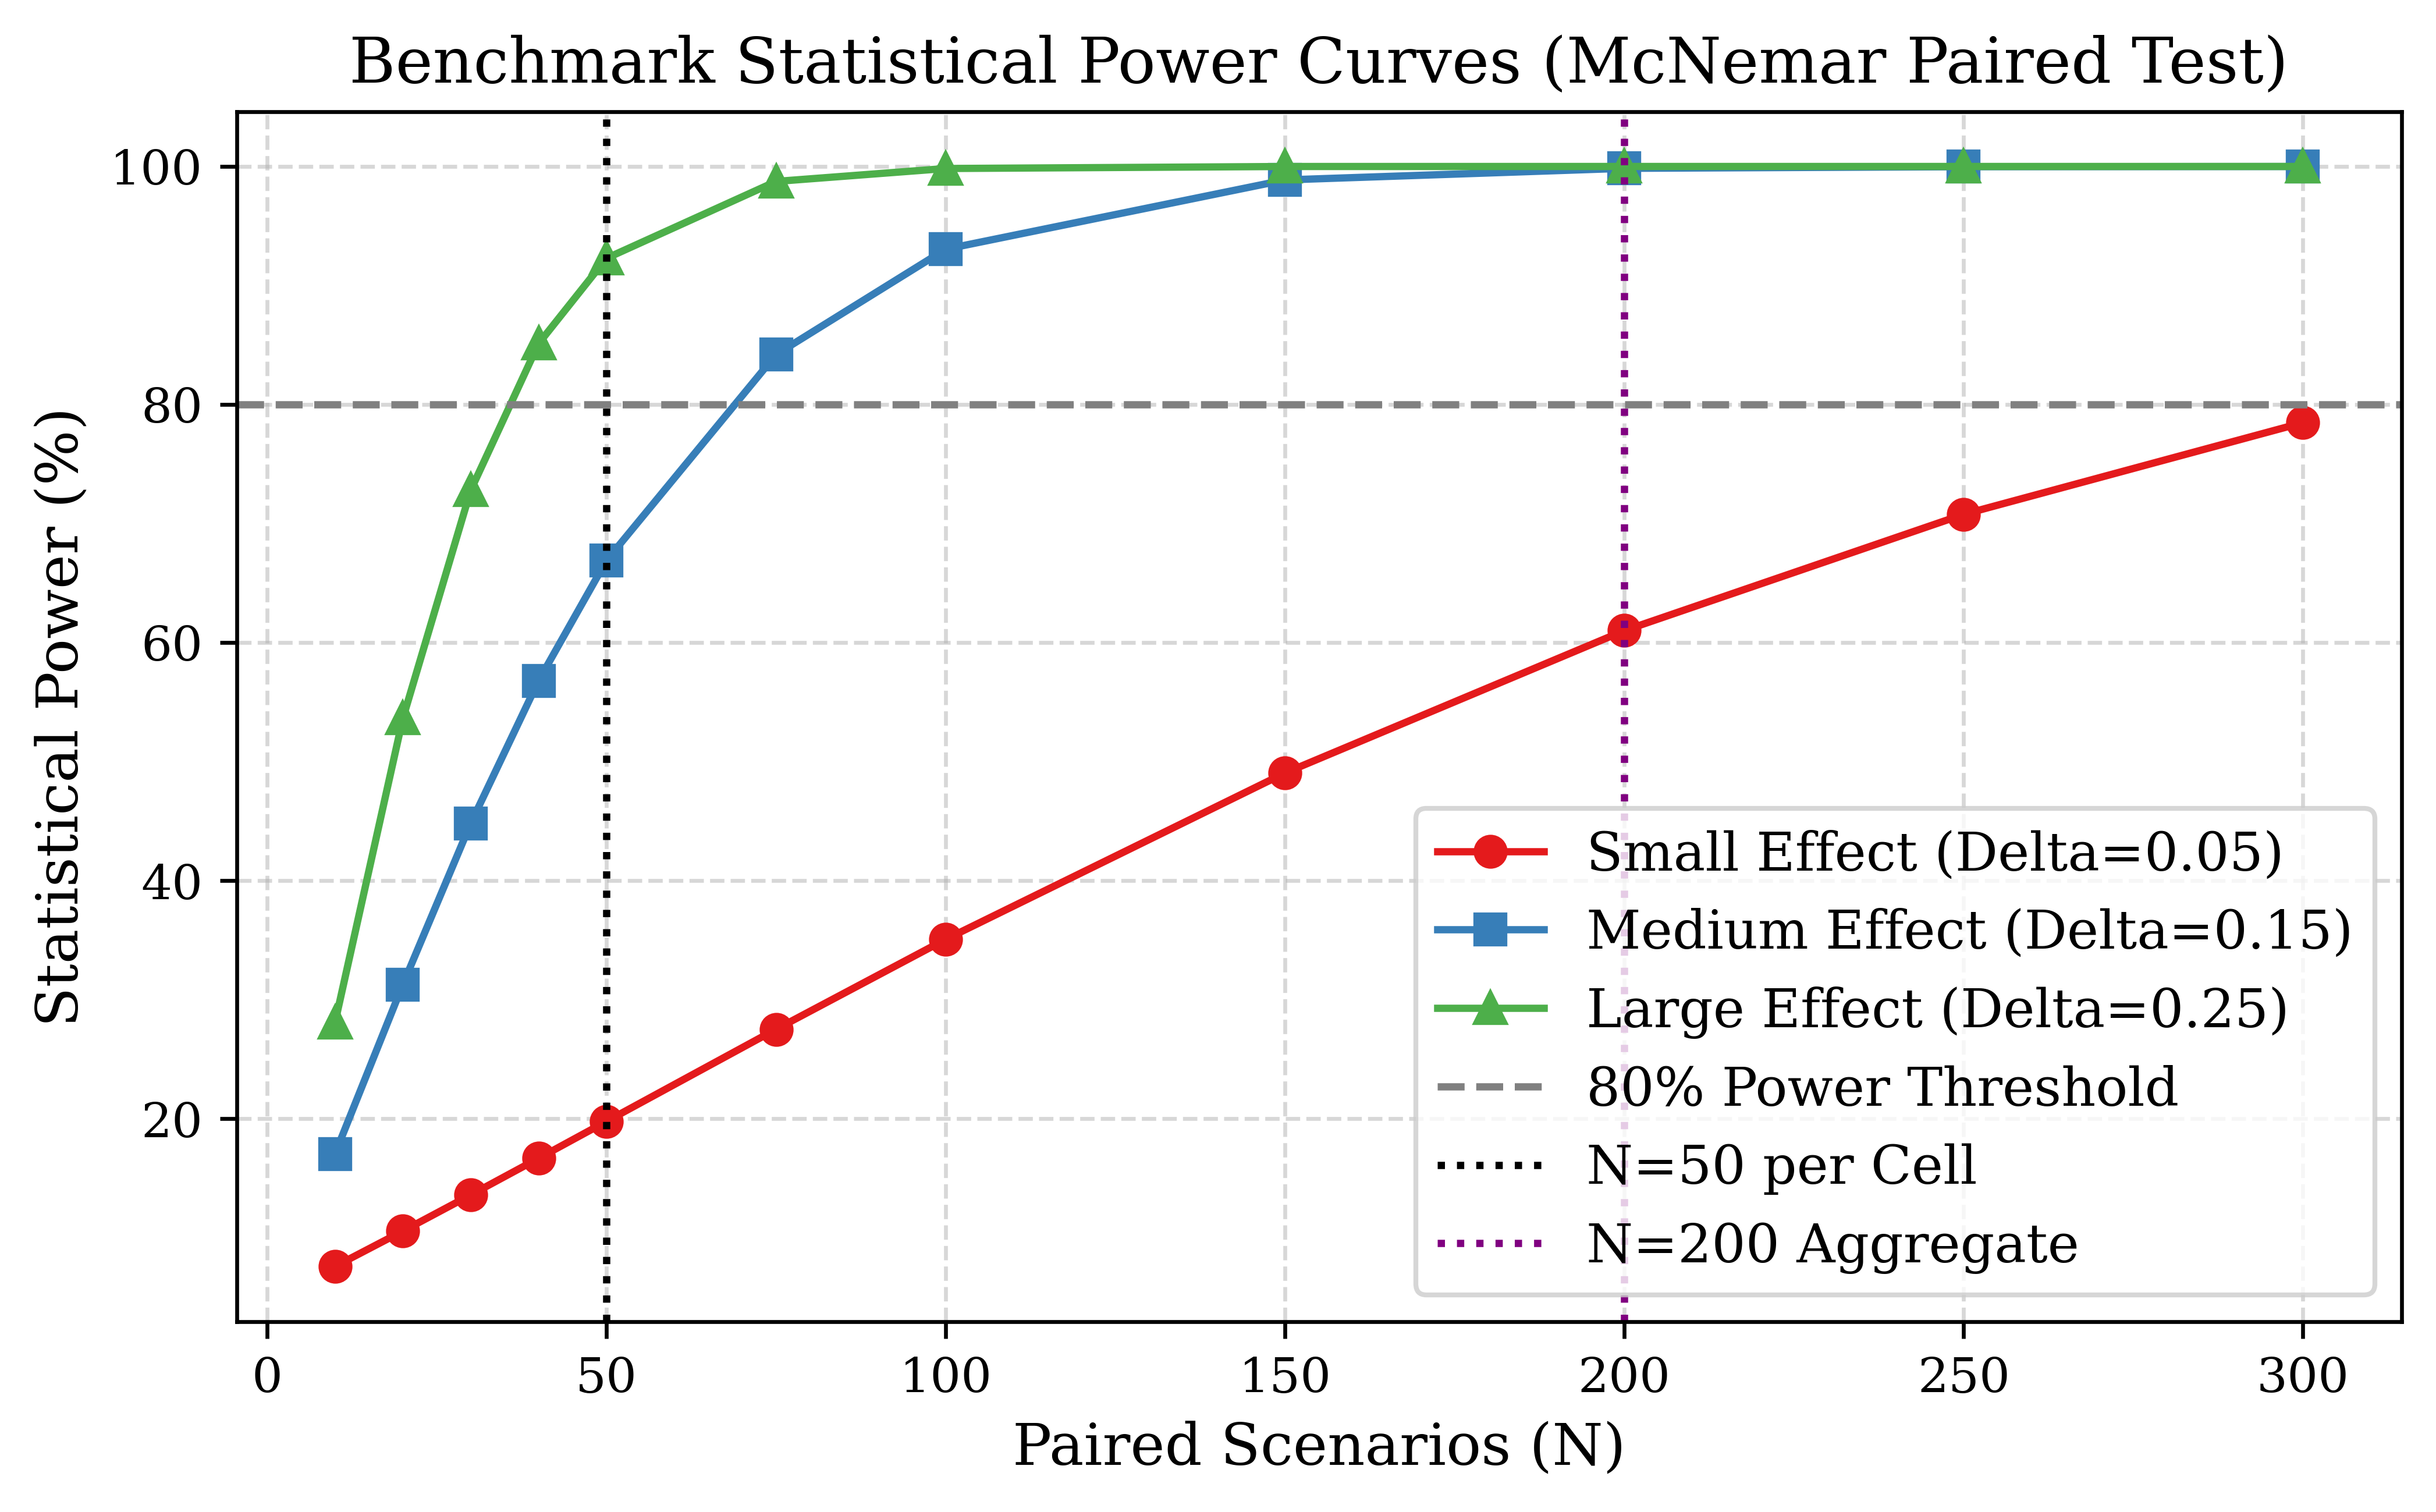 Benchmark Statistical Power Curves (McNemar Paired Test)
Statistical Power (%)
100
80
60
40
20
0
50
100
150
200
250
300
Paired Scenarios (N)
Small Effect (Delta=0.05)
Medium Effect (Delta=0.15)
Large Effect (Delta=0.25)
80% Power Threshold
N=50 per Cell
N=200 Aggregate